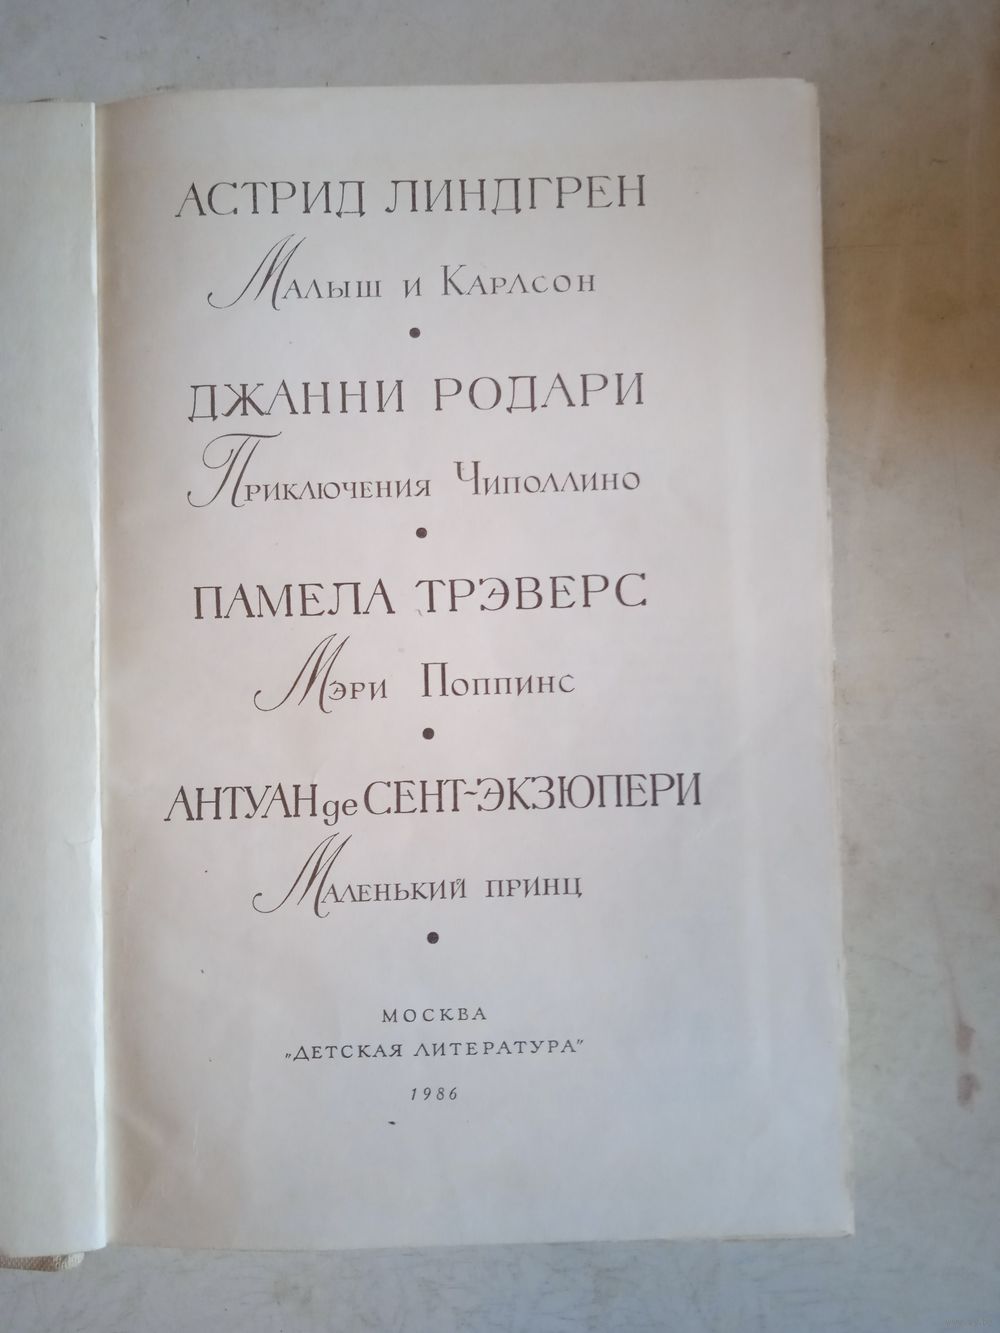 АСТРИД ЛИНДГРЕН
Малыш и Карлсон
•
ДЖАННИ РОДАРИ
Приключения Чиполлино
•
ПАМЕЛА ТРЭВЕРС
Мэри Поппинс
•
АНТУАН де СЕНТ-ЭКЗЮПЕРИ
Маленький принц
•
МОСКВА
„ДЕТСКАЯ ЛИТЕРАТУРА”
1986